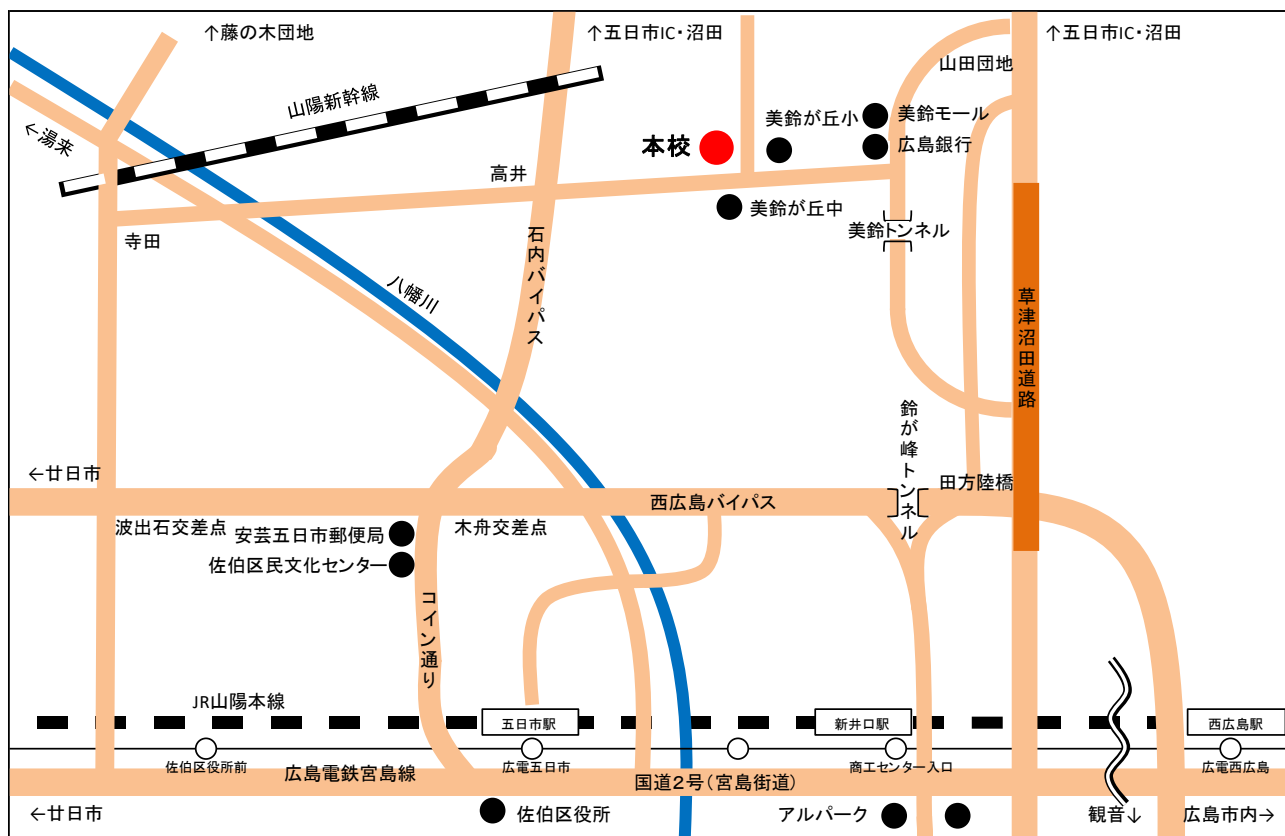 ↑藤の木団地
↑五日市IC・沼田
↑五日市IC・沼田
山田団地
山陽新幹線
←湯来
美鈴が丘小
美鈴モール
本校
広島銀行
高井
美鈴が丘中
寺田
美鈴トンネル
石内バイパス
八幡川
草津沼田道路
鈴が峰トンネル
←廿日市
田方陸橋
西広島バイパス
波出石交差点
安芸五日市郵便局
木舟交差点
佐伯区民文化センター
コイン通り
JR山陽本線
五日市駅
新井口駅
西広島駅
佐伯区役所前
広電五日市
商工センター入口
広電西広島
広島電鉄宮島線
国道2号(宮島街道)
←廿日市
佐伯区役所
アルパーク
観音↓
広島市内→